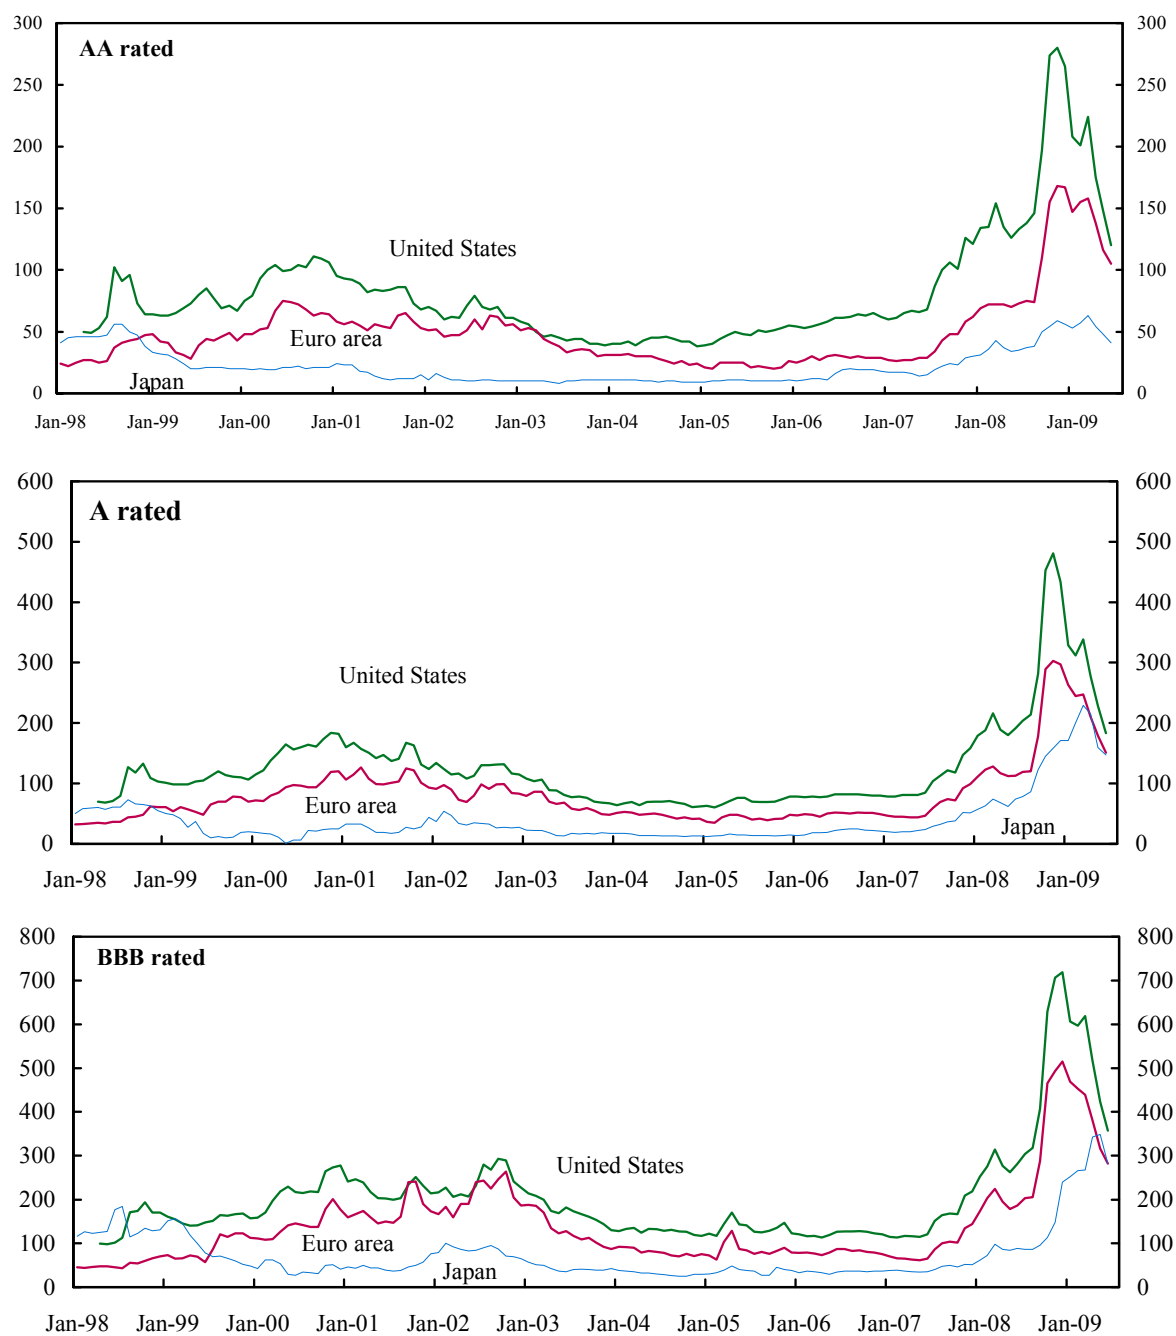 300 300
AA rated
250 250
200 200
150 150
United States
100 100
50 50
Euro area
Japan
0 0
Jan-98 Jan-99 Jan-00 Jan-01 Jan-02 Jan-03 Jan-04 Jan-05 Jan-06 Jan-07 Jan-08 Jan-09
600 600
A rated
500 500
400 400
300 300
United States
200 200
100 100
Euro area
Japan
0 0
Jan-98 Jan-99 Jan-00 Jan-01 Jan-02 Jan-03 Jan-04 Jan-05 Jan-06 Jan-07 Jan-08 Jan-09
800 800
BBB rated
700 700
600 600
500 500
400 400
300 300
United States
200 200
100 100
Euro area
Japan
0 0
Jan-98 Jan-99 Jan-00 Jan-01 Jan-02 Jan-03 Jan-04 Jan-05 Jan-06 Jan-07 Jan-08 Jan-09